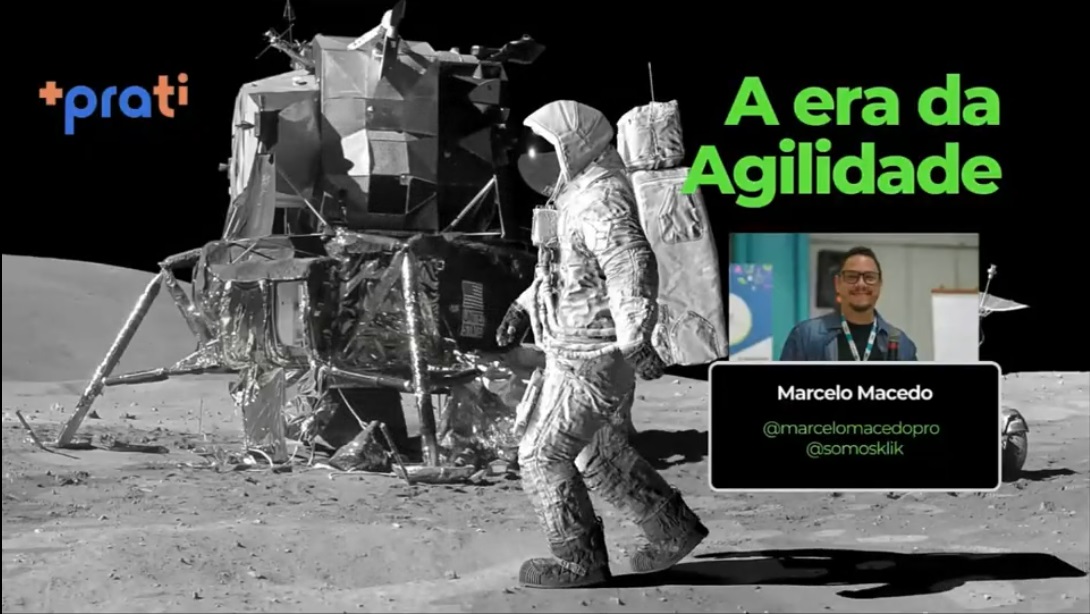 +prati
A era da
Agilidade
Marcelo Macedo
@marcelomacedopro
@somosklik